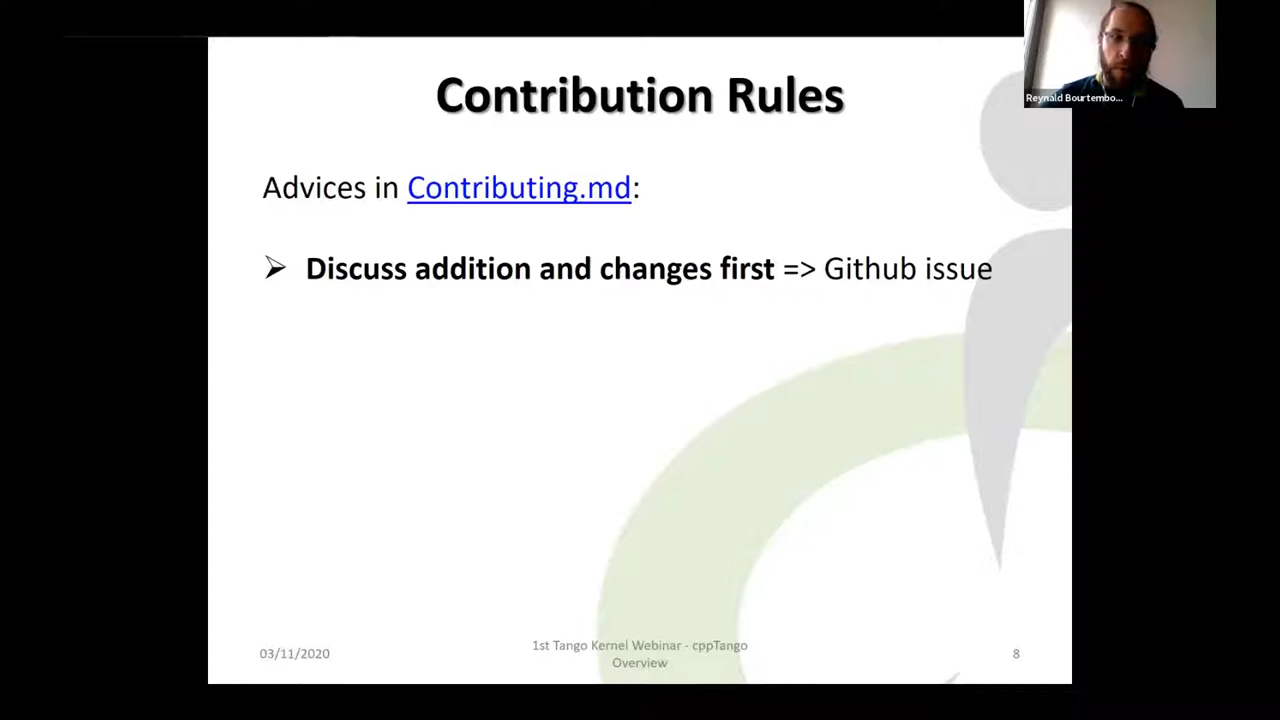 Contribution Rules
Reynald Bourtembo...
Advices in Contributing.md:
➢ Discuss addition and changes first => Github issue
03/11/2020
1st Tango Kernel Webinar - cppTango
Overview
8